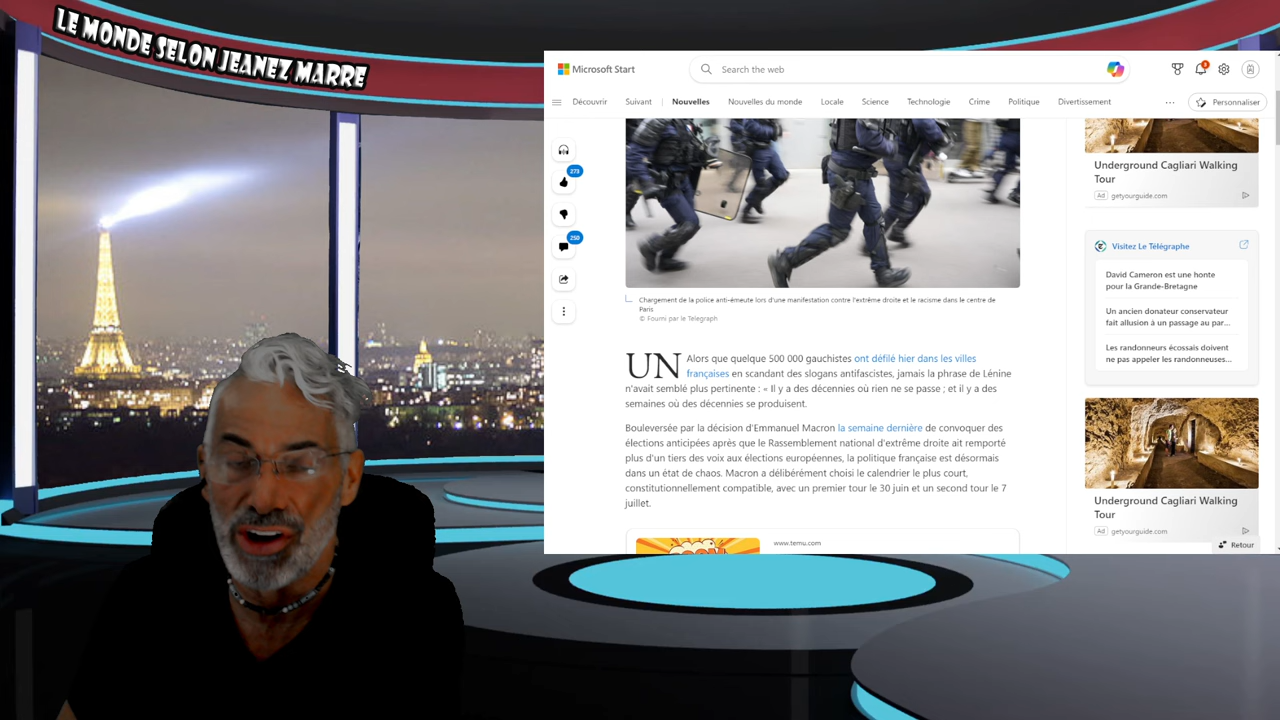 LE MONDE SELON JEANEZ MARRE
Microsoft Start
Search the web
3
Découvrir
Suivant
Nouvelles
Nouvelles du monde
Locale
Science
Technologie
Crime
Politique
Divertissement
Personnaliser
273
250
Chargement de la police anti-émeute lors d'une manifestation contre l'extrême droite et le racisme dans le centre de
Paris
© Fourni par le Telegraph
UN Alors que quelque 500 000 gauchistes ont défilé hier dans les villes
françaises en scandant des slogans antifascistes, jamais la phrase de Lénine
n'avait semblé plus pertinente : « Il y a des décennies où rien ne se passe ; et il y a des
semaines où des décennies se produisent.
Bouleversée par la décision d'Emmanuel Macron la semaine dernière de convoquer des
élections anticipées après que le Rassemblement national d'extrême droite ait remporté
plus d'un tiers des voix aux élections européennes, la politique française est désormais
dans un état de chaos. Macron a délibérément choisi le calendrier le plus court,
constitutionnellement compatible, avec un premier tour le 30 juin et un second tour le 7
juillet.
www.temu.com
Underground Cagliari Walking
Tour
Ad getyourguide.com
Visitez Le Télégraphe
David Cameron est une honte
pour la Grande-Bretagne
Un ancien donateur conservateur
fait allusion à un passage au par...
Les randonneurs écossais doivent
ne pas appeler les randonneuses...
Underground Cagliari Walking
Tour
Ad getyourguide.com
Retour